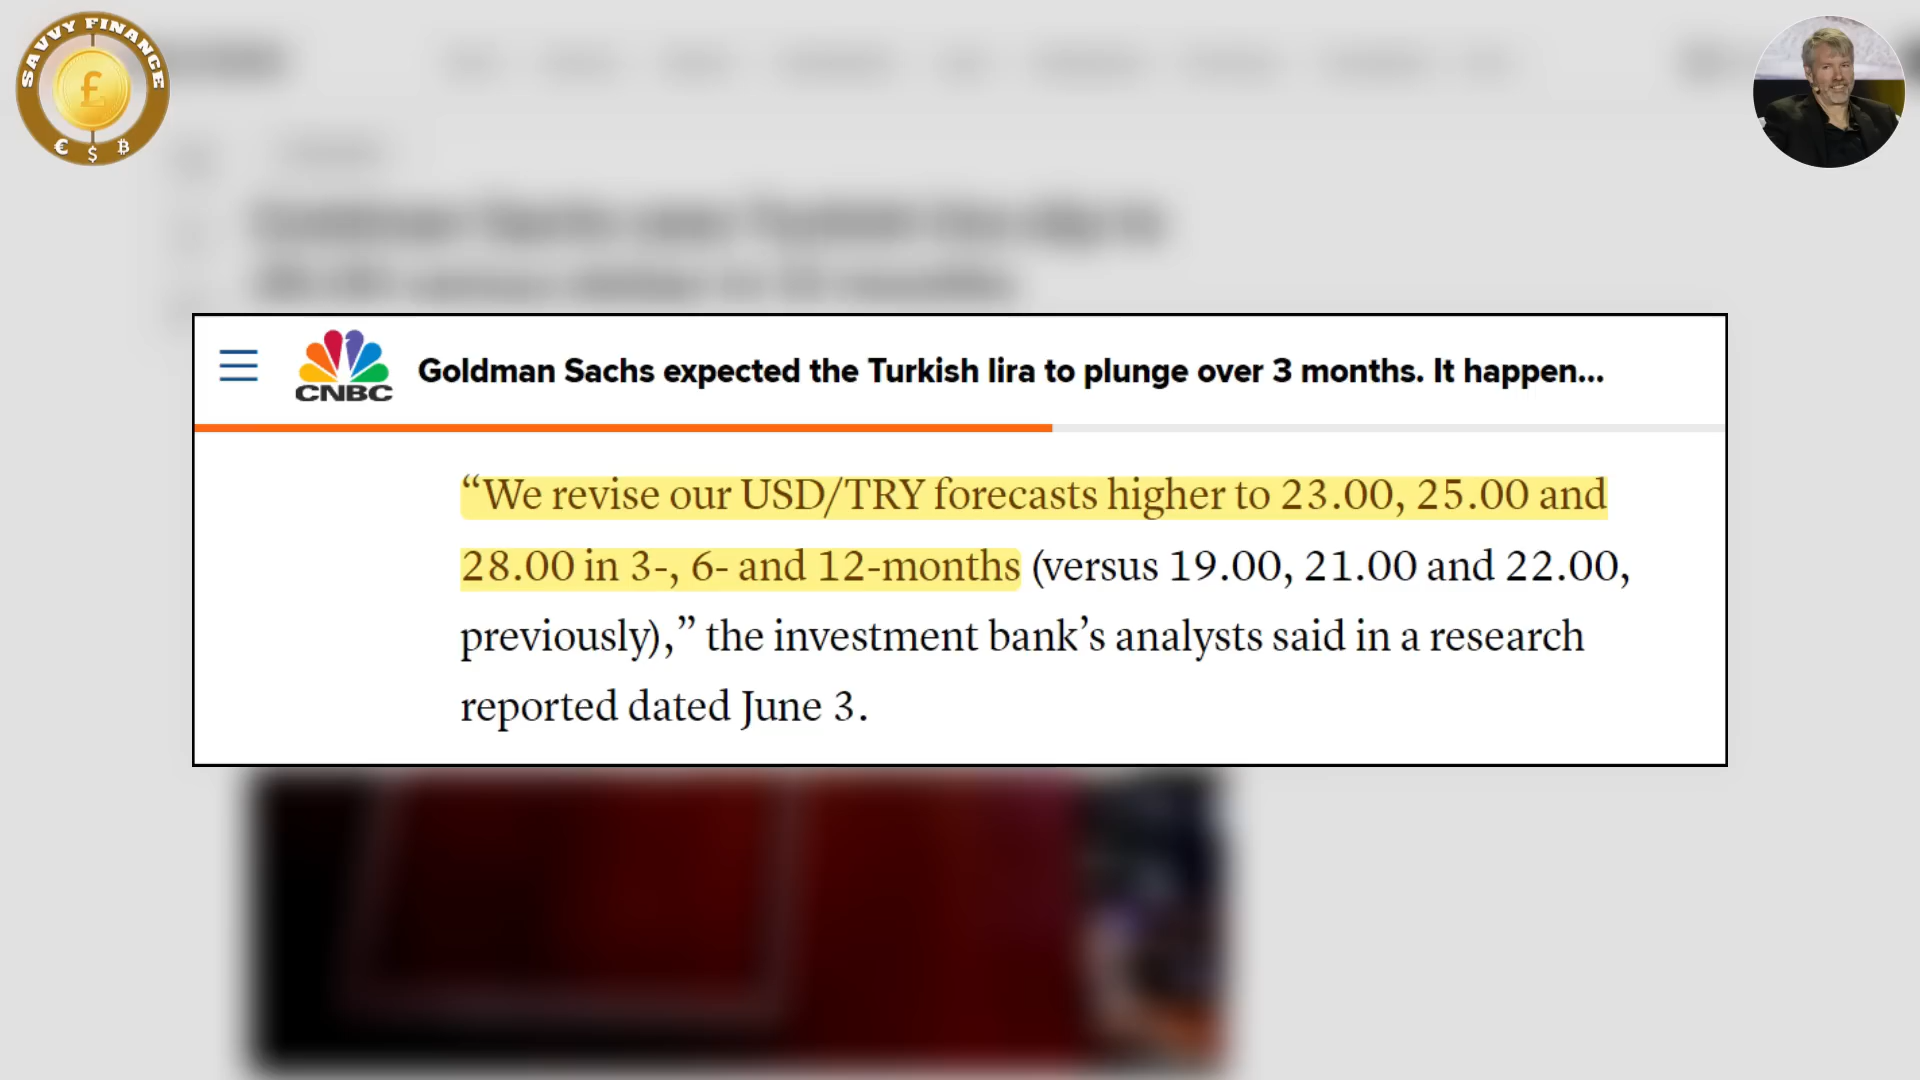 SAVVY FINANCE
£
€ $ ₿
CNBC
Goldman Sachs expected the Turkish lira to plunge over 3 months. It happen...
“We revise our USD/TRY forecasts higher to 23.00, 25.00 and
28.00 in 3-, 6- and 12-months (versus 19.00, 21.00 and 22.00,
previously),” the investment bank’s analysts said in a research
reported dated June 3.